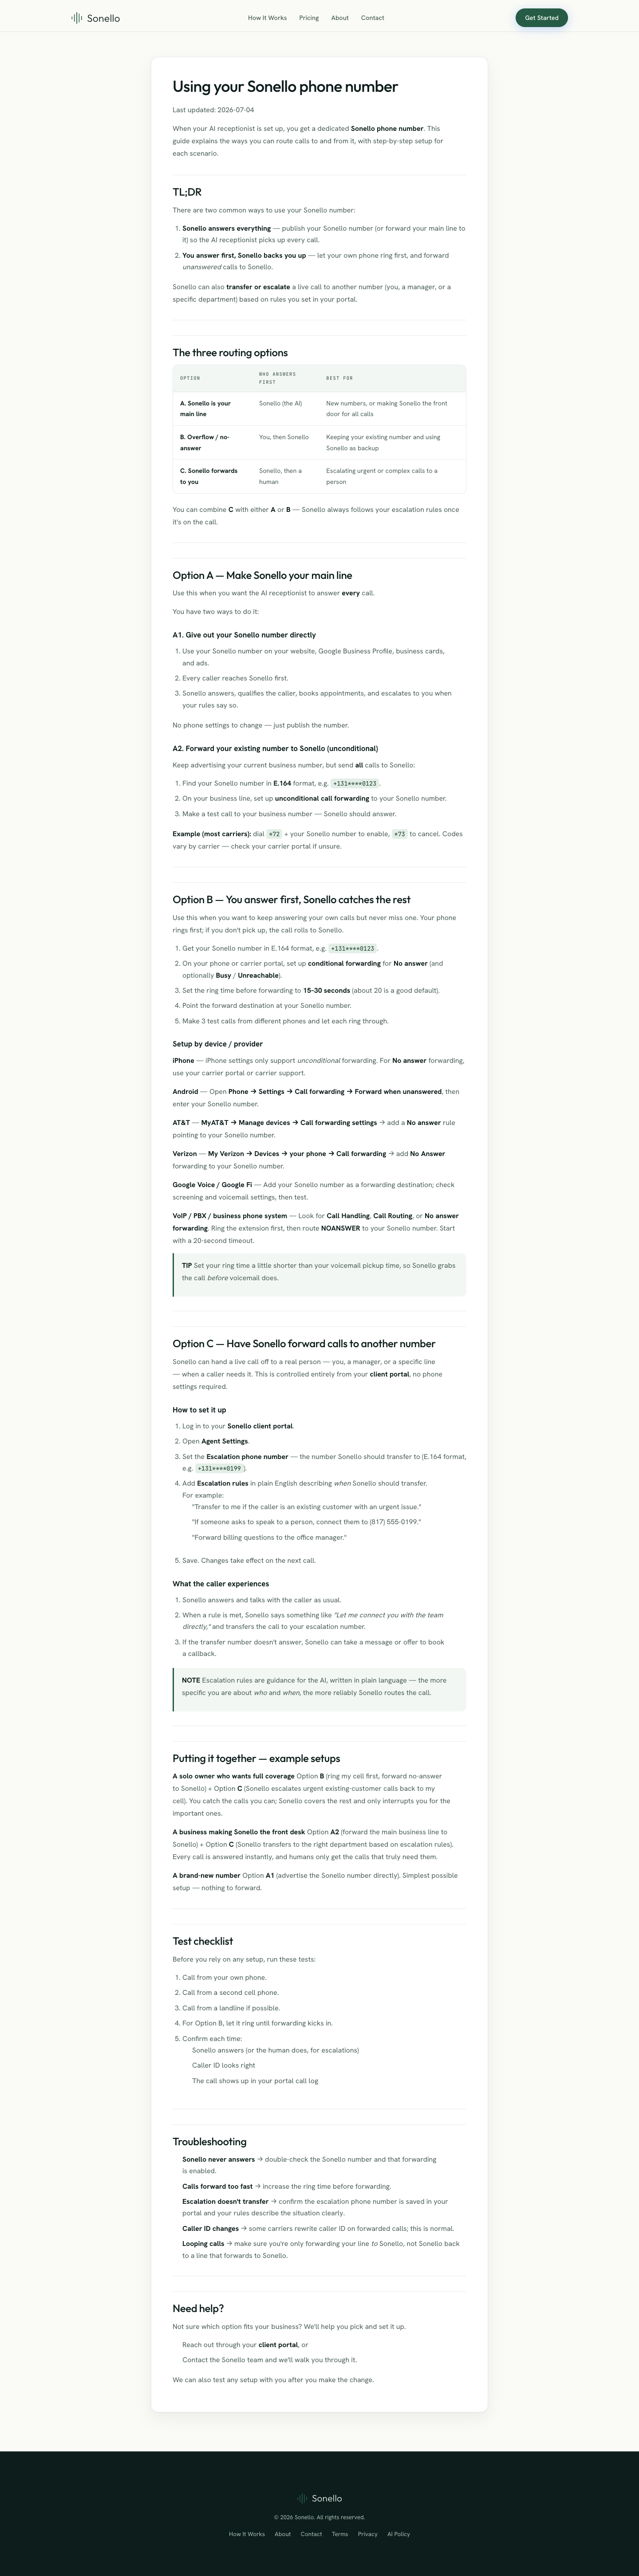 Sonello
How It Works
Pricing
About
Contact
Get Started
Using your Sonello phone number
Last updated: 2026-07-04
When your AI receptionist is set up, you get a dedicated Sonello phone number. This
guide explains the ways you can route calls to and from it, with step-by-step setup for
each scenario.
TL;DR
There are two common ways to use your Sonello number:
1. Sonello answers everything — publish your Sonello number (or forward your main line to
it) so the AI receptionist picks up every call.
2. You answer first, Sonello backs you up — let your own phone ring first, and forward
unanswered calls to Sonello.
Sonello can also transfer or escalate a live call to another number (you, a manager, or a
specific department) based on rules you set in your portal.
The three routing options
OPTION
WHO ANSWERS
FIRST
BEST FOR
A. Sonello is your
main line
Sonello (the AI)
New numbers, or making Sonello the front
door for all calls
B. Overflow / no-
answer
You, then Sonello
Keeping your existing number and using
Sonello as backup
C. Sonello forwards
to you
Sonello, then a
human
Escalating urgent or complex calls to a
person
You can combine C with either A or B — Sonello always follows your escalation rules once
it's on the call.
Option A — Make Sonello your main line
Use this when you want the AI receptionist to answer every call.
You have two ways to do it:
A1. Give out your Sonello number directly
1. Use your Sonello number on your website, Google Business Profile, business cards,
and ads.
2. Every caller reaches Sonello first.
3. Sonello answers, qualifies the caller, books appointments, and escalates to you when
your rules say so.
No phone settings to change — just publish the number.
A2. Forward your existing number to Sonello (unconditional)
Keep advertising your current business number, but send all calls to Sonello:
1. Find your Sonello number in E.164 format, e.g. +131****0123.
2. On your business line, set up unconditional call forwarding to your Sonello number.
3. Make a test call to your business number — Sonello should answer.
Example (most carriers): dial *72 + your Sonello number to enable, *73 to cancel. Codes
vary by carrier — check your carrier portal if unsure.
Option B — You answer first, Sonello catches the rest
Use this when you want to keep answering your own calls but never miss one. Your phone
rings first; if you don't pick up, the call rolls to Sonello.
1. Get your Sonello number in E.164 format, e.g. +131****0123.
2. On your phone or carrier portal, set up conditional forwarding for No answer (and
optionally Busy / Unreachable).
3. Set the ring time before forwarding to 15–30 seconds (about 20 is a good default).
4. Point the forward destination at your Sonello number.
5. Make 3 test calls from different phones and let each ring through.
Setup by device / provider
iPhone — iPhone settings only support unconditional forwarding. For No answer forwarding,
use your carrier portal or carrier support.
Android — Open Phone → Settings → Call forwarding → Forward when unanswered, then
enter your Sonello number.
AT&T — MyAT&T → Manage devices → Call forwarding settings → add a No answer rule
pointing to your Sonello number.
Verizon — My Verizon → Devices → your phone → Call forwarding → add No Answer
forwarding to your Sonello number.
Google Voice / Google Fi — Add your Sonello number as a forwarding destination; check
screening and voicemail settings, then test.
VoIP / PBX / business phone system — Look for Call Handling, Call Routing, or No answer
forwarding. Ring the extension first, then route NOANSWER to your Sonello number. Start
with a 20-second timeout.
TIP Set your ring time a little shorter than your voicemail pickup time, so Sonello grabs
the call before voicemail does.
Option C — Have Sonello forward calls to another number
Sonello can hand a live call off to a real person — you, a manager, or a specific line
— when a caller needs it. This is controlled entirely from your client portal, no phone
settings required.
How to set it up
1. Log in to your Sonello client portal.
2. Open Agent Settings.
3. Set the Escalation phone number — the number Sonello should transfer to (E.164 format,
e.g. +131****0199).
4. Add Escalation rules in plain English describing when Sonello should transfer.
For example:
"Transfer to me if the caller is an existing customer with an urgent issue."
"If someone asks to speak to a person, connect them to (817) 555-0199."
"Forward billing questions to the office manager."
5. Save. Changes take effect on the next call.
What the caller experiences
1. Sonello answers and talks with the caller as usual.
2. When a rule is met, Sonello says something like "Let me connect you with the team
directly," and transfers the call to your escalation number.
3. If the transfer number doesn't answer, Sonello can take a message or offer to book
a callback.
NOTE Escalation rules are guidance for the AI, written in plain language — the more
specific you are about who and when, the more reliably Sonello routes the call.
Putting it together — example setups
A solo owner who wants full coverage Option B (ring my cell first, forward no-answer
to Sonello) + Option C (Sonello escalates urgent existing-customer calls back to my
cell). You catch the calls you can; Sonello covers the rest and only interrupts you for the
important ones.
A business making Sonello the front desk Option A2 (forward the main business line to
Sonello) + Option C (Sonello transfers to the right department based on escalation rules).
Every call is answered instantly, and humans only get the calls that truly need them.
A brand-new number Option A1 (advertise the Sonello number directly). Simplest possible
setup — nothing to forward.
Test checklist
Before you rely on any setup, run these tests:
1. Call from your own phone.
2. Call from a second cell phone.
3. Call from a landline if possible.
4. For Option B, let it ring until forwarding kicks in.
5. Confirm each time:
Sonello answers (or the human does, for escalations)
Caller ID looks right
The call shows up in your portal call log
Troubleshooting
Sonello never answers → double-check the Sonello number and that forwarding
is enabled.
Calls forward too fast → increase the ring time before forwarding.
Escalation doesn't transfer → confirm the escalation phone number is saved in your
portal and your rules describe the situation clearly.
Caller ID changes → some carriers rewrite caller ID on forwarded calls; this is normal.
Looping calls → make sure you're only forwarding your line to Sonello, not Sonello back
to a line that forwards to Sonello.
Need help?
Not sure which option fits your business? We'll help you pick and set it up.
Reach out through your client portal, or
Contact the Sonello team and we'll walk you through it.
We can also test any setup with you after you make the change.
Sonello
© 2026 Sonello. All rights reserved.
How It Works
About
Contact
Terms
Privacy
AI Policy